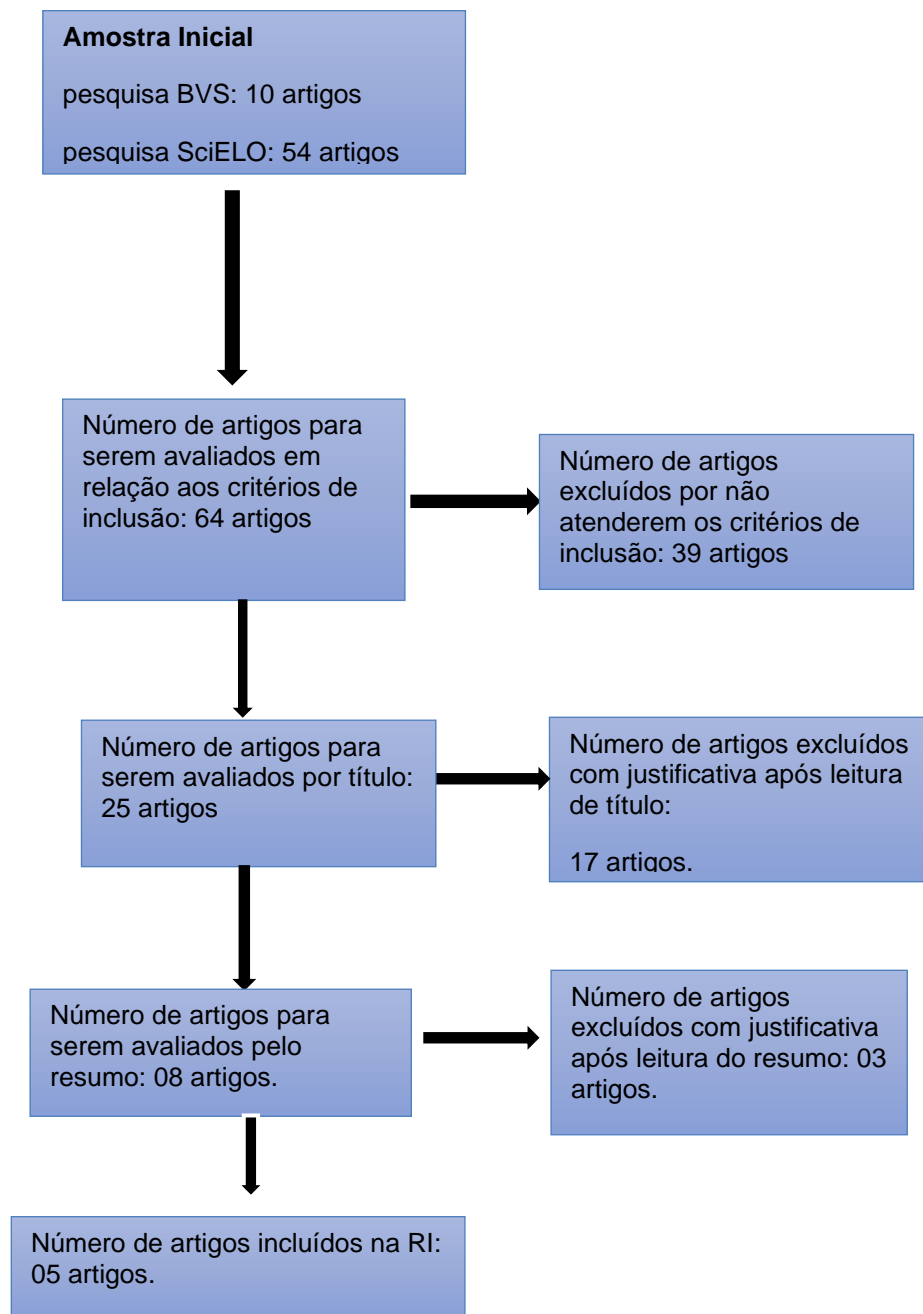 Amostra Inicial
pesquisa BVS: 10 artigos
pesquisa SciELO: 54 artigos
Número de artigos para
serem avaliados em
relação aos critérios de
inclusão: 64 artigos
Número de artigos
excluídos por não
atenderem os critérios de
inclusão: 39 artigos
Número de artigos para
serem avaliados por título:
25 artigos
Número de artigos excluídos
com justificativa após leitura
de título:
17 artigos.
Número de artigos para
serem avaliados pelo
resumo: 08 artigos.
Número de artigos
excluídos com justificativa
após leitura do resumo: 03
artigos.
Número de artigos incluídos na RI:
05 artigos.